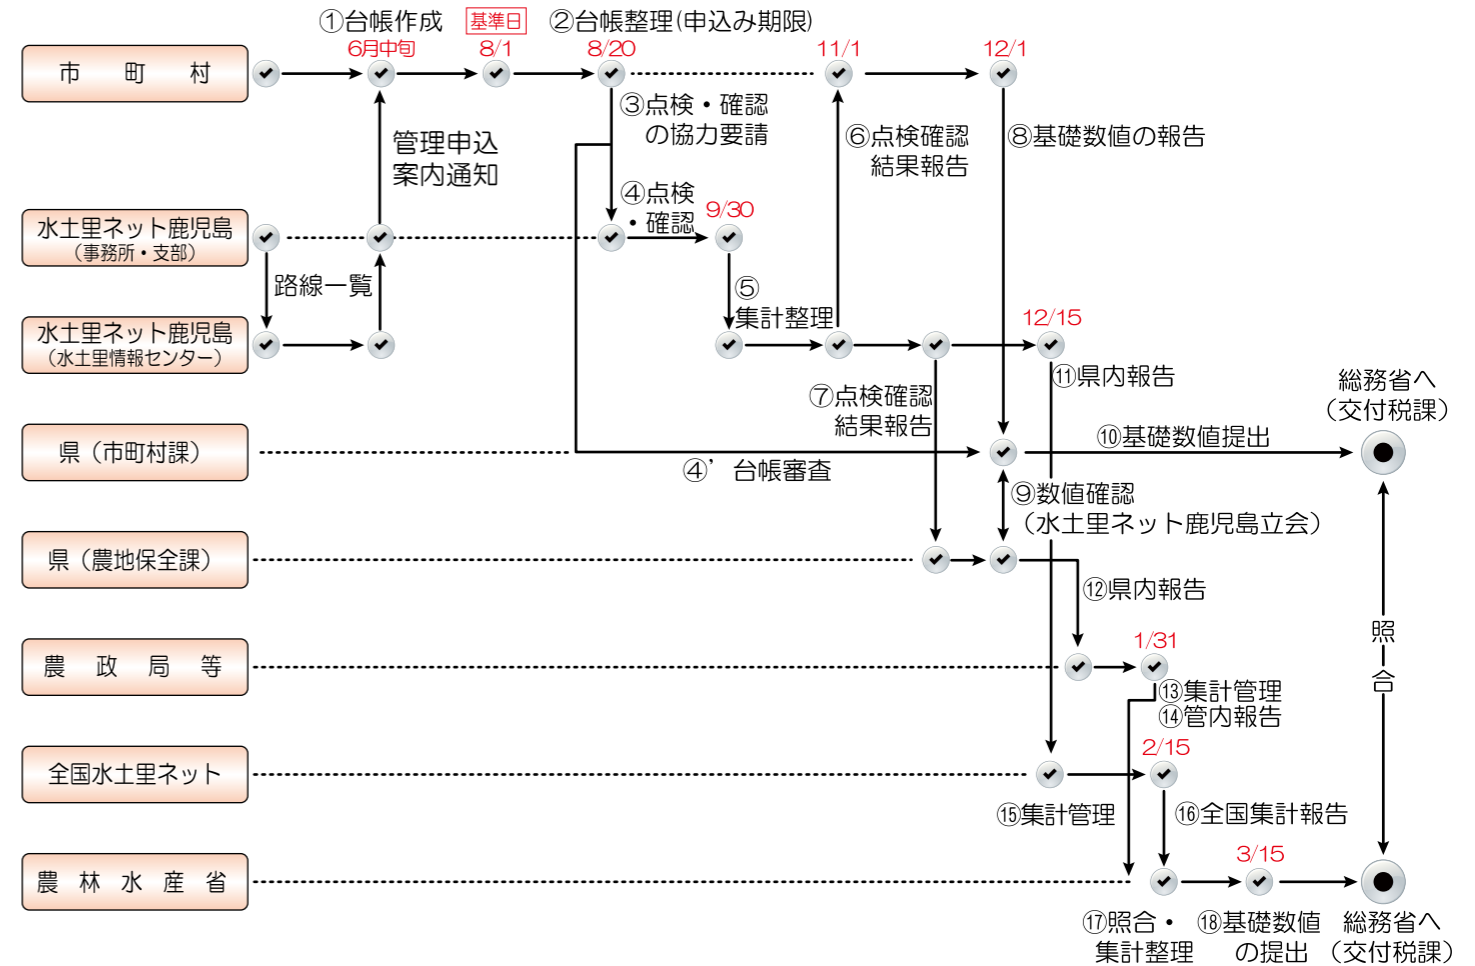 ①台帳作成
基準日
②台帳整理(申込み期限)
6月中旬
8/1
8/20
11/1
12/1
市町村
③点検・確認
の協力要請
管理申込
案内通知
⑥点検確認
結果報告
⑧基礎数値の報告
④点検
・確認
9/30
水土里ネット鹿児島
（事務所・支部）
路線一覧
⑤
集計整理
水土里ネット鹿児島
（水土里情報センター）
12/15
⑪県内報告
⑦点検確認
結果報告
総務省へ
（交付税課）
県（市町村課）
⑩基礎数値提出
④’台帳審査
⑨数値確認
（水土里ネット鹿児島立会）
県（農地保全課）
⑫県内報告
照合
農政局等
1/31
⑬集計管理
⑭管内報告
全国水土里ネット
2/15
⑮集計管理
⑯全国集計報告
農林水産省
3/15
⑰照合・
集計整理
⑱基礎数値
の提出
総務省へ
（交付税課）